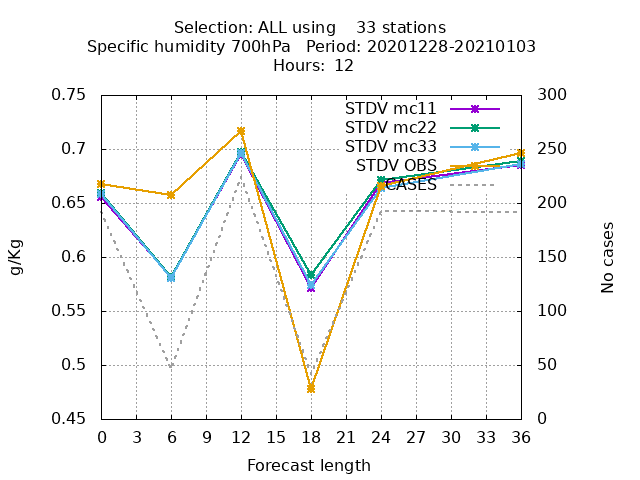 Selection: ALL using 33 stations
Specific humidity 700hPa Period: 20201228-20210103
Hours: 12
0.75
0.7
0.65
0.6
0.55
0.5
0.45
g/Kg
STDV mc11
STDV mc22
STDV mc33
STDV OBS
CASES
300
250
200
150
100
50
0
No cases
0 3 6 9 12 15 18 21 24 27 30 33 36
Forecast length